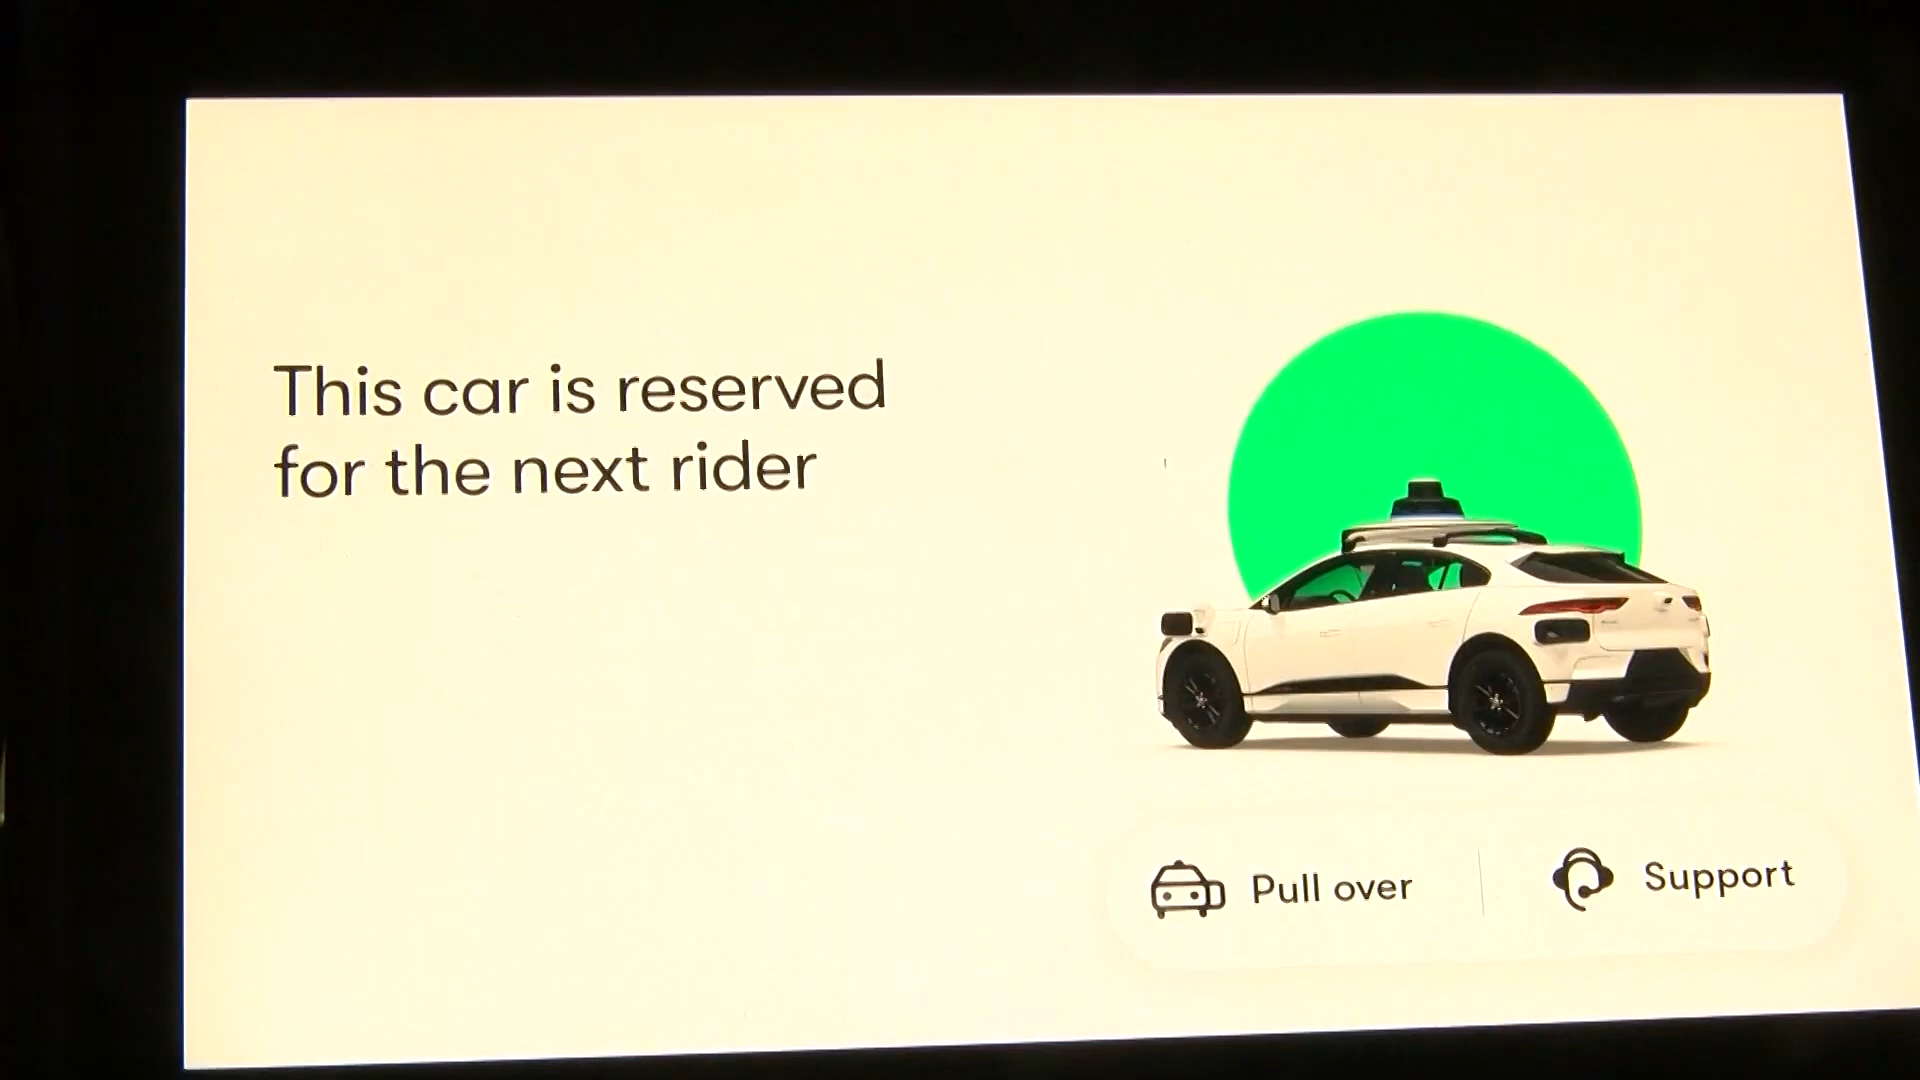 This car is reserved
for the next rider
Pull over
Support